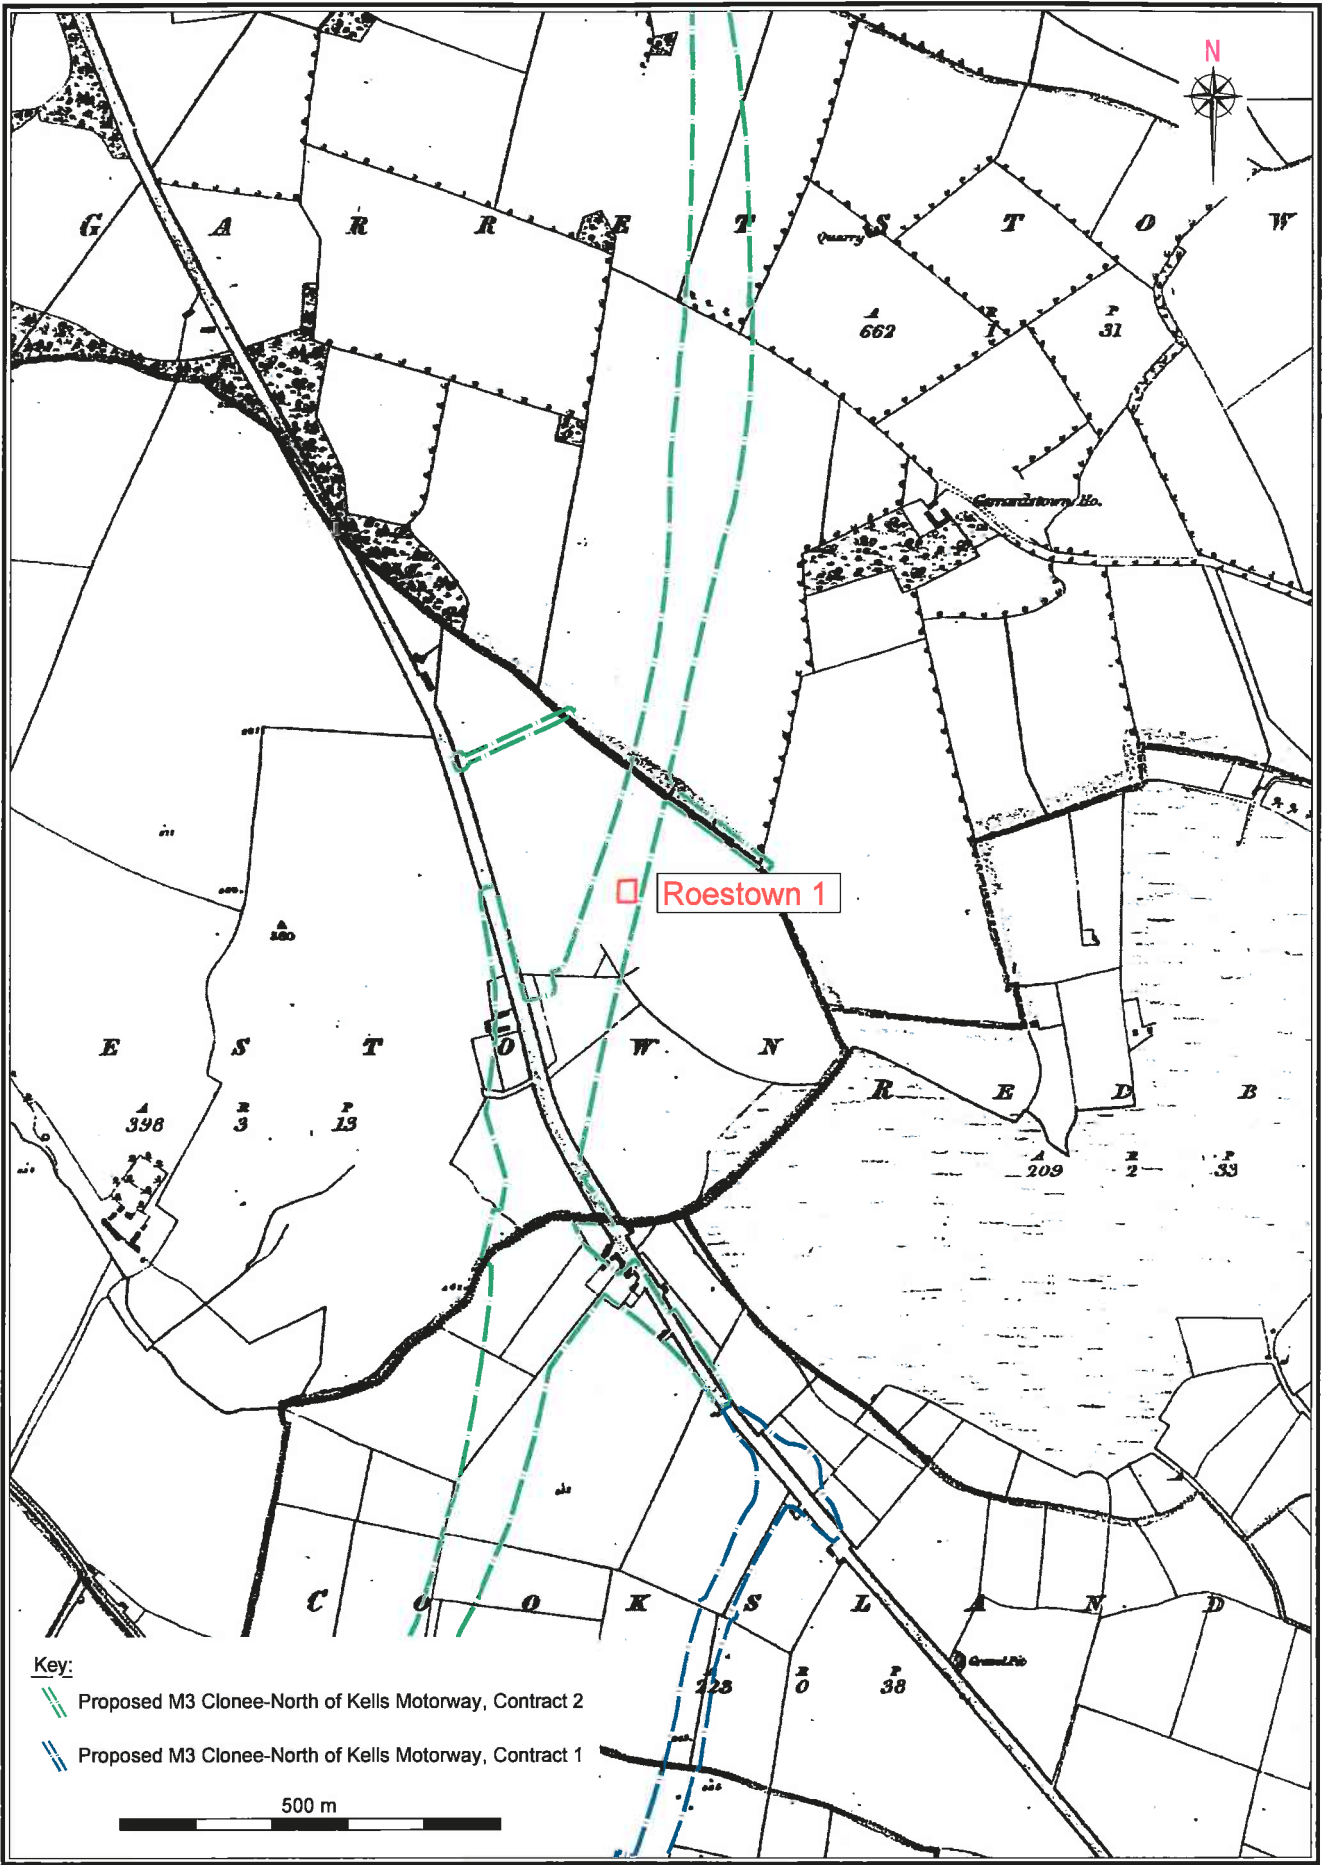 N
G A R R E T S T O W
Quarry
A R P
662 1 31
Garrardstown Ho.
Roestown 1
380
E S T O W N
R E D B
A R P
398 3 13
A R P
209 2 33
C O O K S L A N D
Gravel Pit
R P
223 0 38
Key:
Proposed M3 Clonee-North of Kells Motorway, Contract 2
Proposed M3 Clonee-North of Kells Motorway, Contract 1
500 m